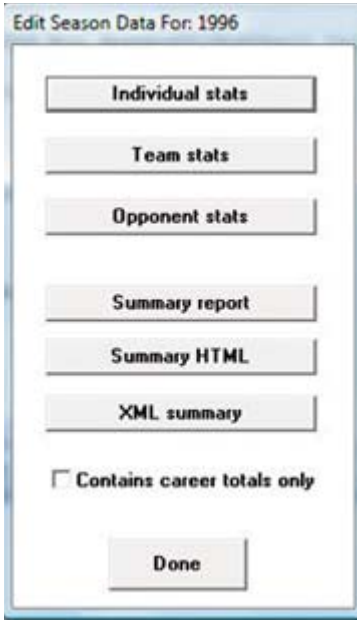 Edit Season Data For: 1996
Individual stats
Team stats
Opponent stats
Summary report
Summary HTML
XML summary
Contains career totals only
Done